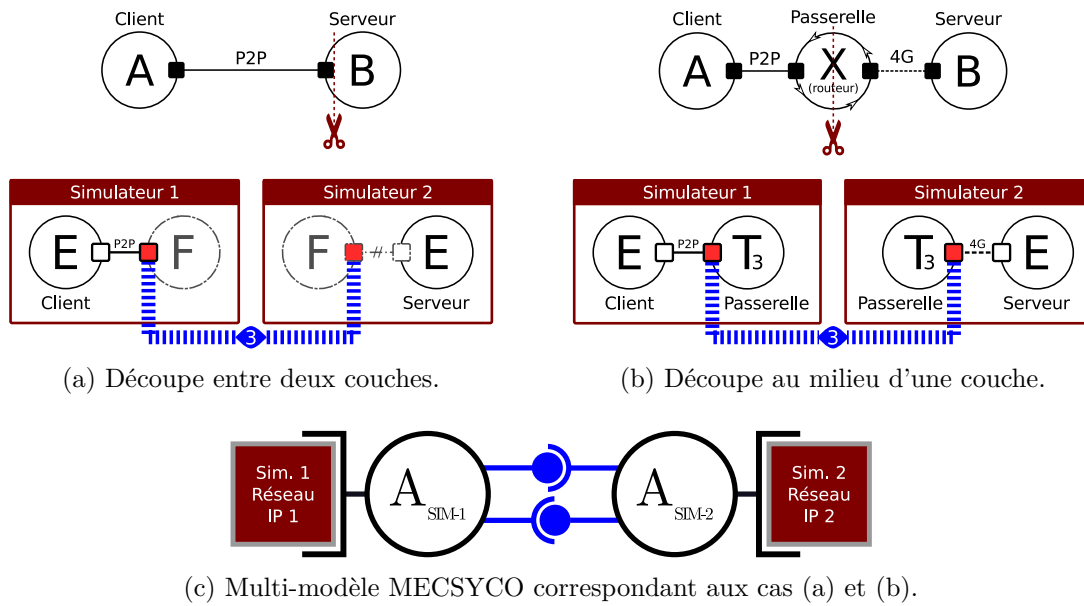 Client Serveur
A P2P B
Client Passerelle Serveur
A P2P X (routeur) 4G B
Simulateur 1 Simulateur 2
E P2P F F // E
Client Serveur
3
Simulateur 1 Simulateur 2
E P2P T3 T3 4G E
Client Passerelle Passerelle Serveur
3
(a) Découpe entre deux couches.
(b) Découpe au milieu d'une couche.
Sim. 1
Réseau
IP 1
A SIM-1
A SIM-2
Sim. 2
Réseau
IP 2
(c) Multi-modèle MECSYCO correspondant aux cas (a) et (b).